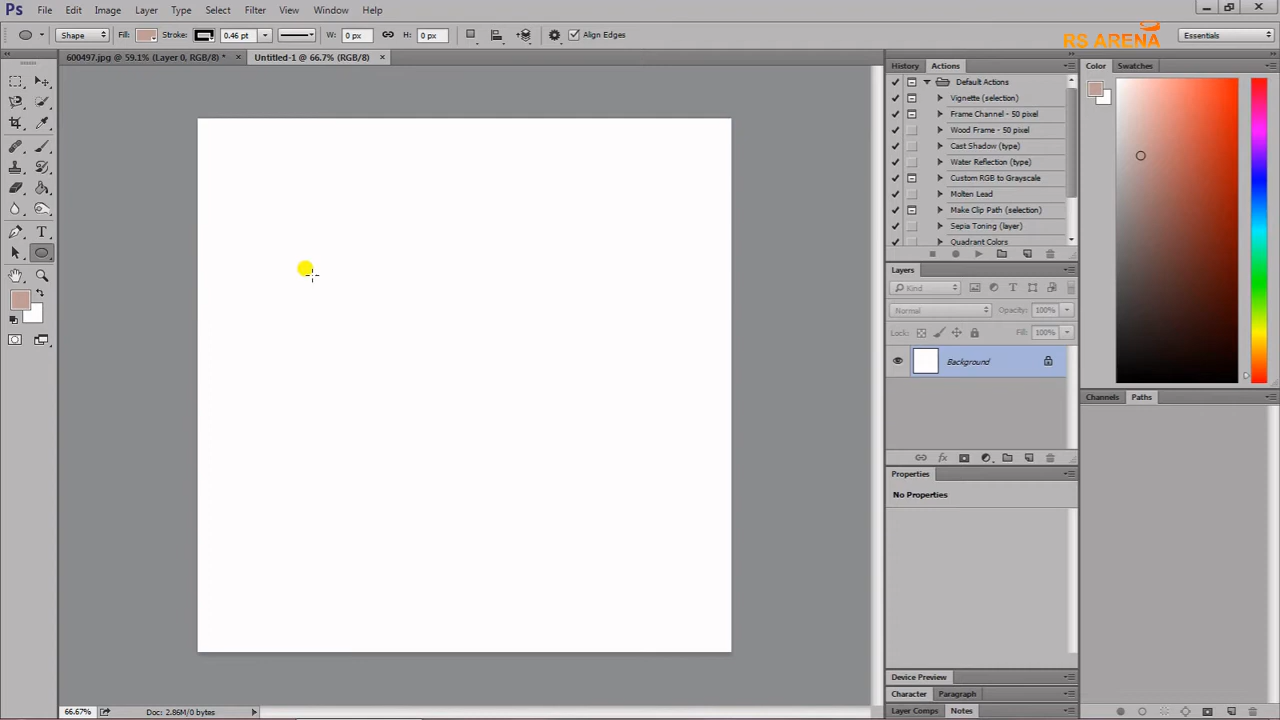 Ps File Edit Image Layer Type Select Filter View Window Help
Shape Fill: Stroke: 0.46 pt W: 0 px H: 0 px Align Edges
RS ARENA
Essentials
600497.jpg @ 59.1% (Layer 0, RGB/8) * × Untitled-1 @ 66.7% (RGB/8) ×
History Actions
Default Actions
Vignette (selection)
Frame Channel - 50 pixel
Wood Frame - 50 pixel
Cast Shadow (type)
Water Reflection (type)
Custom RGB to Grayscale
Molten Lead
Make Clip Path (selection)
Sepia Toning (layer)
Quadrant Colors
Layers
Kind
Normal Opacity: 100%
Lock: Fill: 100%
Background
Properties
No Properties
Device Preview
Character Paragraph
Layer Comps Notes
Color Swatches
Channels Paths
66.67% Doc: 2.86M/0 bytes